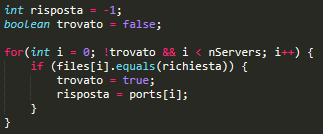 int risposta = -1;
boolean trovato = false;
for(int i = 0; !trovato && i < nServers; i++) {
if (files[i].equals(richiesta)) {
trovato = true;
risposta = ports[i];
}
}